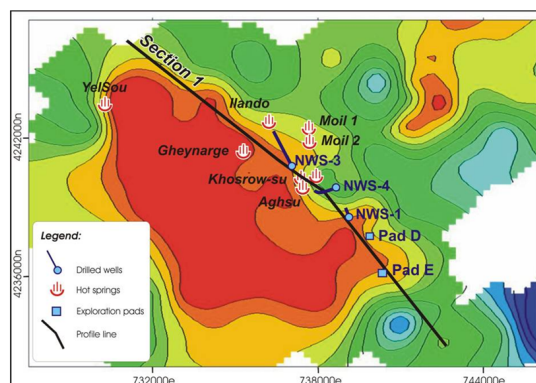 Section 1
YelSou
Ilando
Moil 1
Moil 2
Gheynarge
NWS-3
Khosrow-su
NWS-4
Aghsu
NWS-1
Pad D
Pad E
4242000n
4236000n
Legend:
Drilled wells
Hot springs
Exploration pads
Profile line
732000e
738000e
744000e